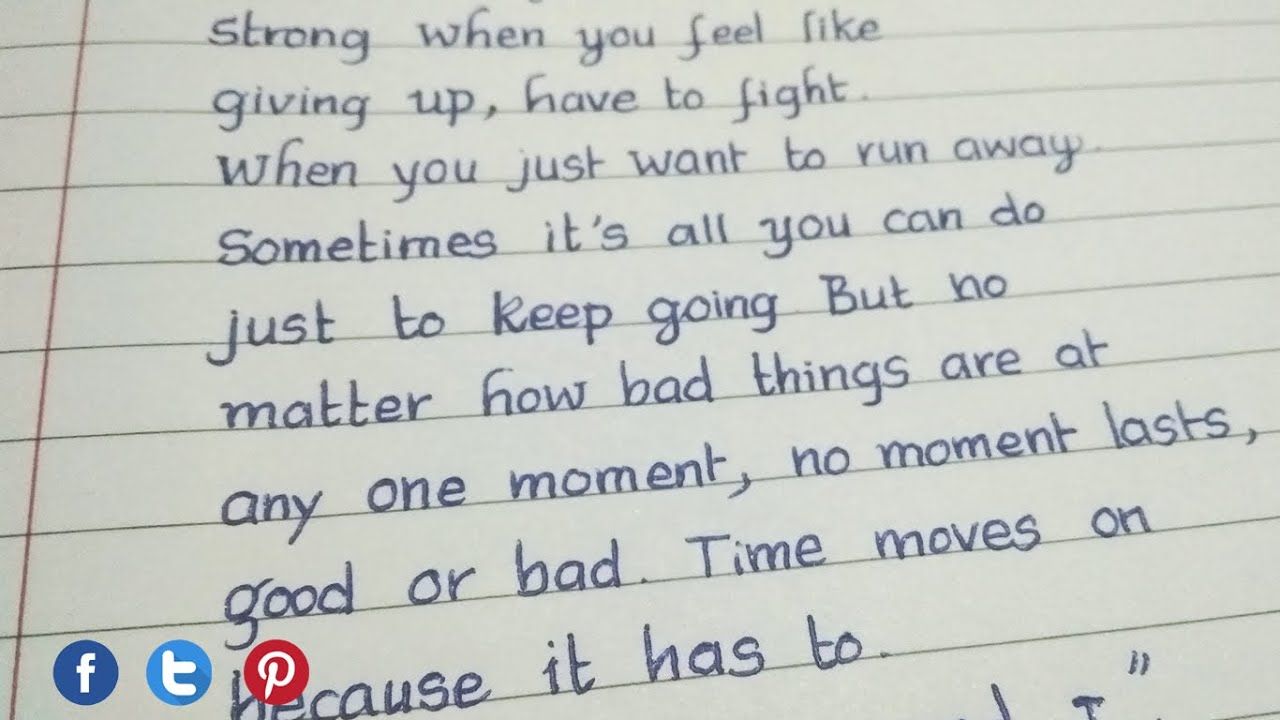 strong when you feel like
giving up, have to fight.
When you just want to run away.
Sometimes it's all you can do
just to keep going But no
matter how bad things are at
any one moment, no moment lasts,
good or bad. Time moves on
because it has to.